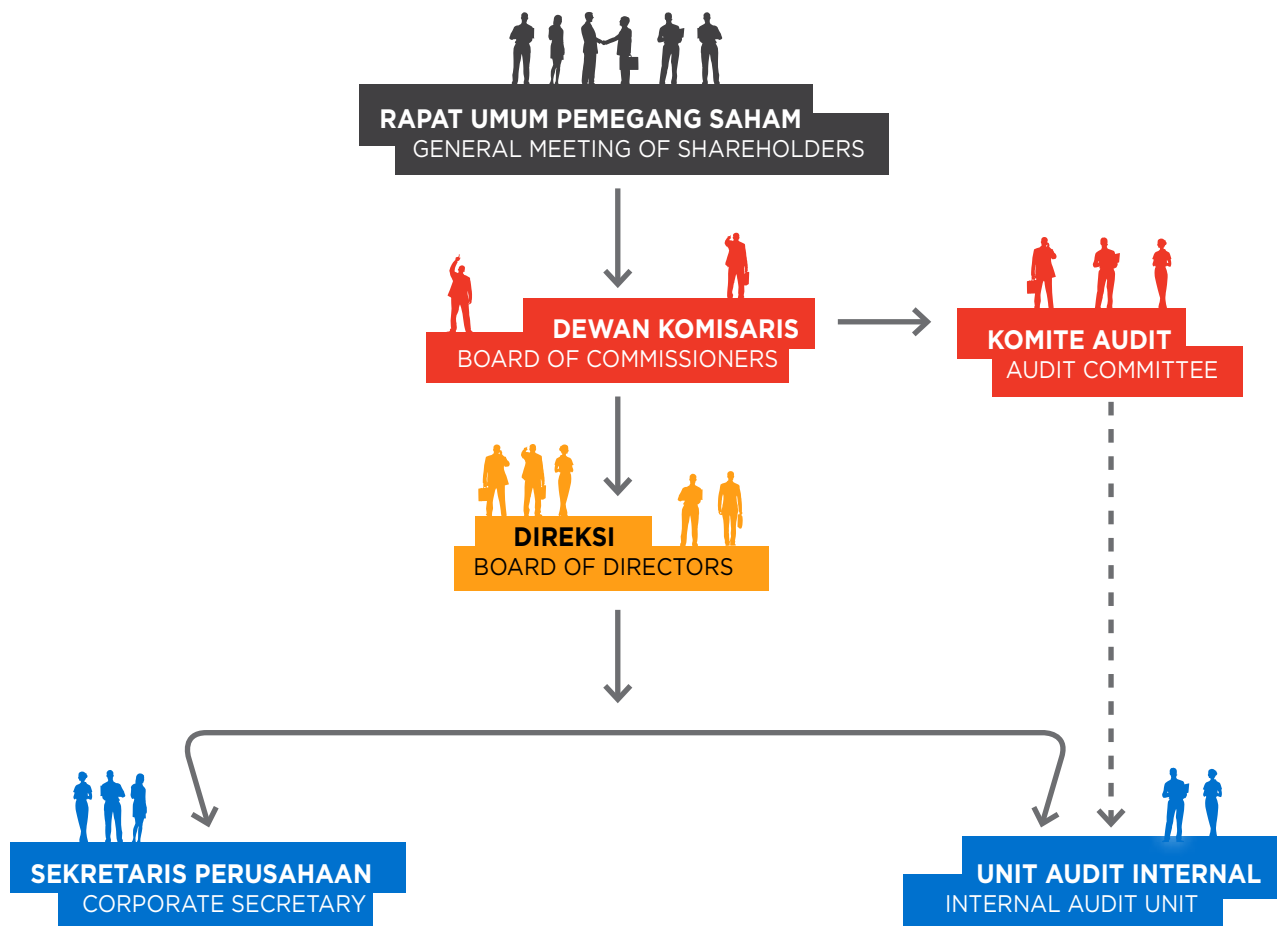 RAPAT UMUM PEMEGANG SAHAM
GENERAL MEETING OF SHAREHOLDERS
DEWAN KOMISARIS
BOARD OF COMMISSIONERS
KOMITE AUDIT
AUDIT COMMITTEE
DIREKSI
BOARD OF DIRECTORS
SEKRETARIS PERUSAHAAN
CORPORATE SECRETARY
UNIT AUDIT INTERNAL
INTERNAL AUDIT UNIT